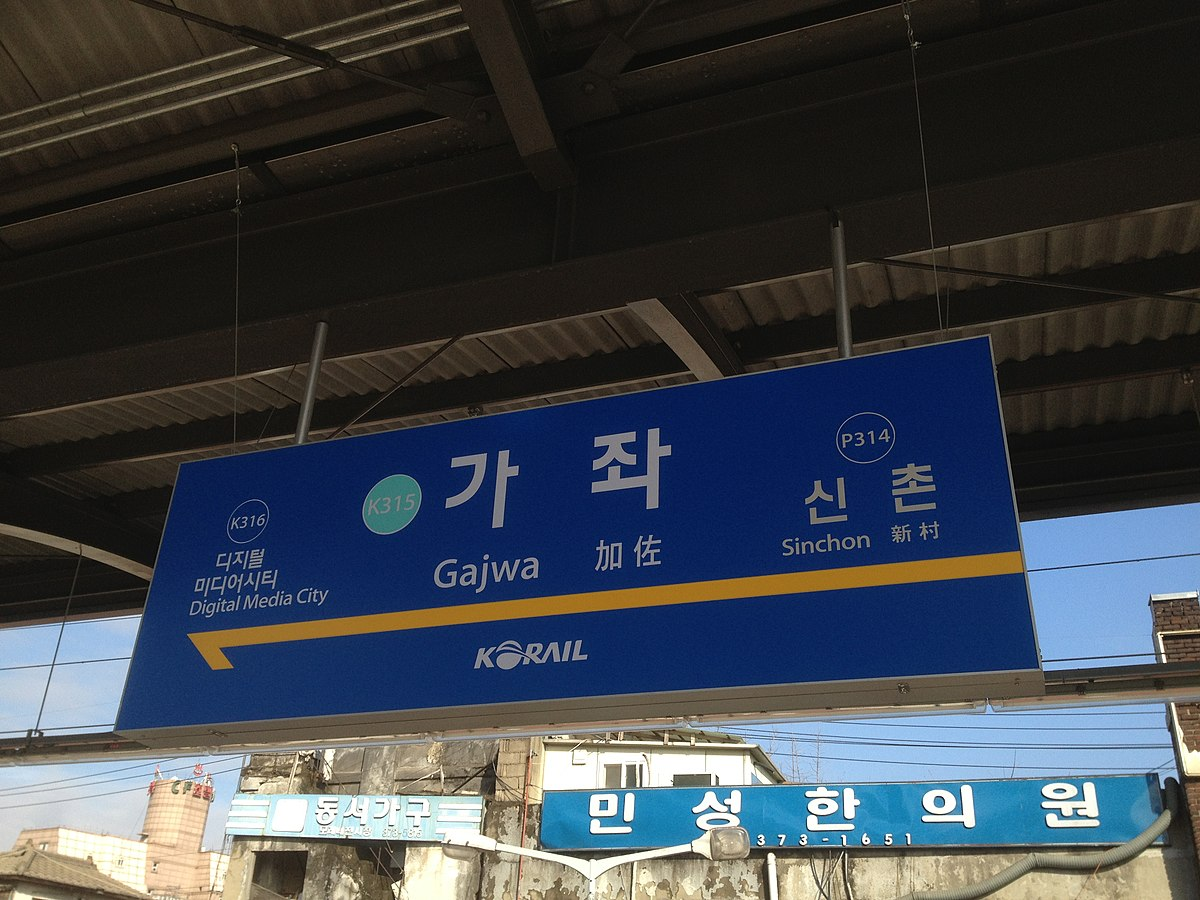 K316
디지털
미디어시티
Digital Media City
K315
가좌
Gajwa 加佐
P314
신촌
Sinchon 新村
KORAIL
동서가구
민성한의원
373-1651